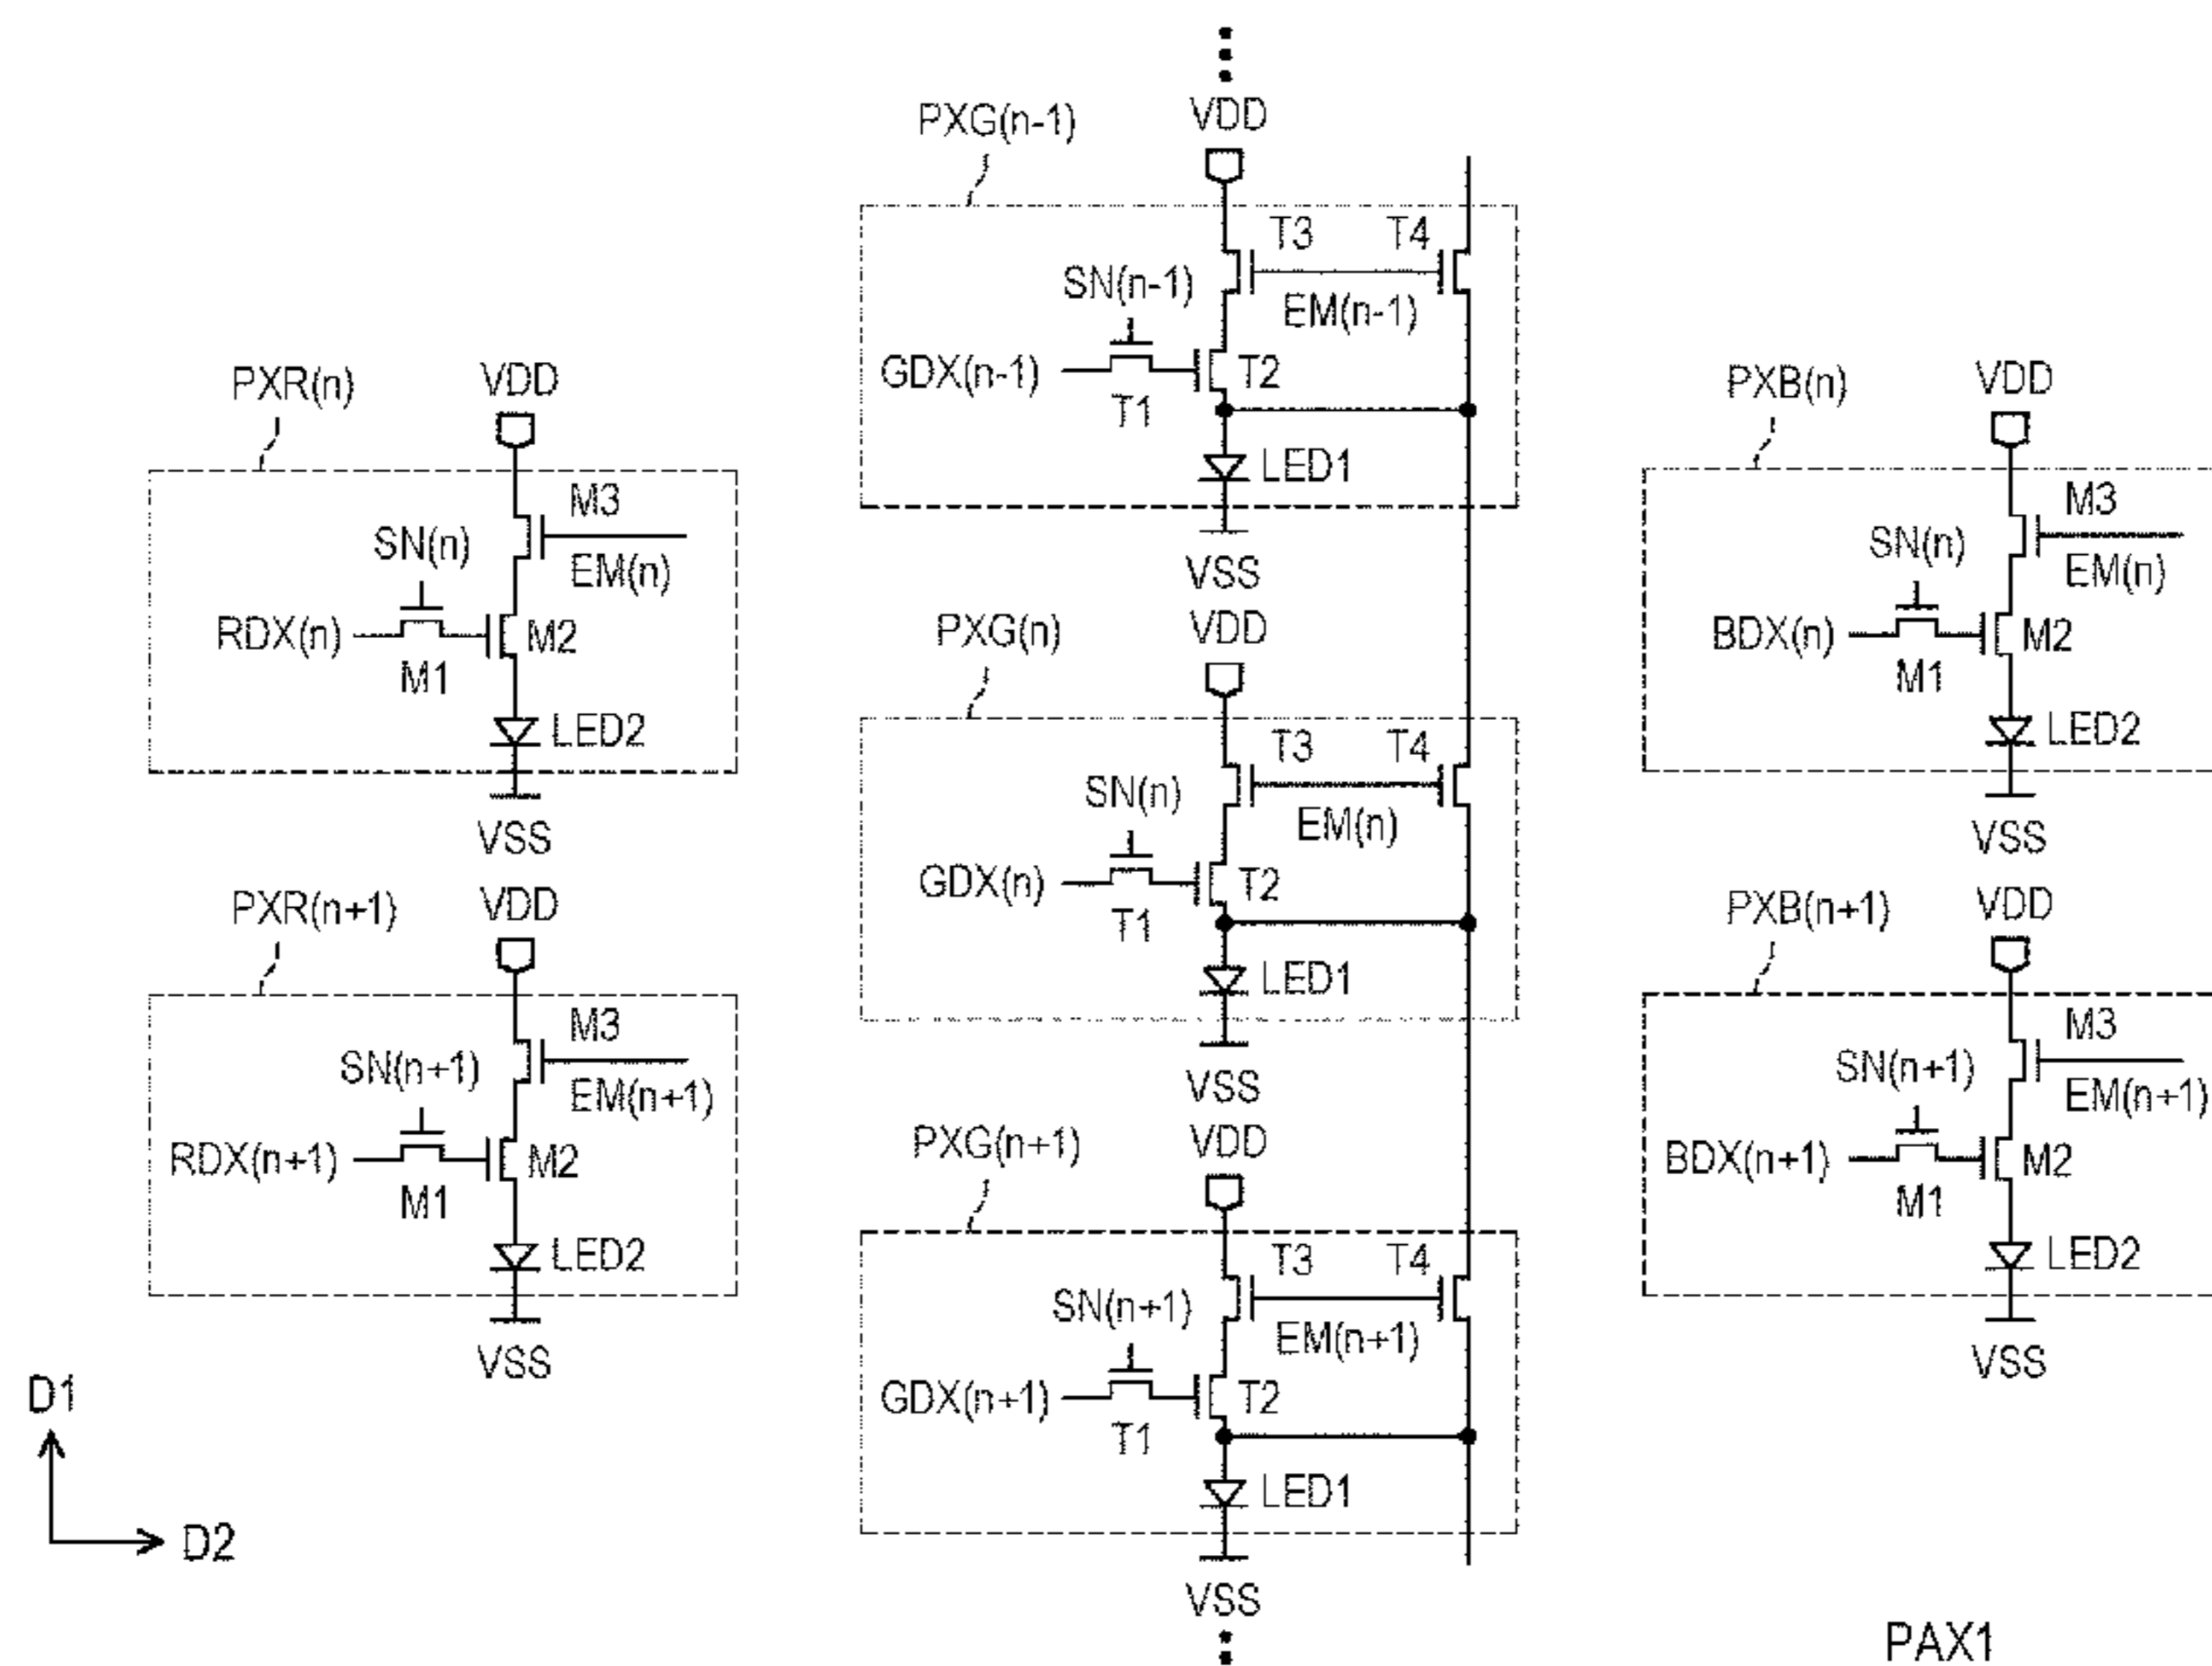 PXG(n-1)
VDD
T3
T4
SN(n-1)
EM(n-1)
GDX(n-1)
T2
T1
LED1
VSS
PXR(n)
VDD
M3
SN(n)
EM(n)
RDX(n)
M2
M1
LED2
VSS
PXG(n)
VDD
T3
T4
SN(n)
EM(n)
GDX(n)
T2
T1
LED1
VSS
PXB(n)
VDD
M3
SN(n)
EM(n)
BDX(n)
M2
M1
LED2
VSS
PXR(n+1)
VDD
M3
SN(n+1)
EM(n+1)
RDX(n+1)
M2
M1
LED2
VSS
PXG(n+1)
VDD
T3
T4
SN(n+1)
EM(n+1)
GDX(n+1)
T2
T1
LED1
VSS
PXB(n+1)
VDD
M3
SN(n+1)
EM(n+1)
BDX(n+1)
M2
M1
LED2
VSS
D1
D2
PAX1